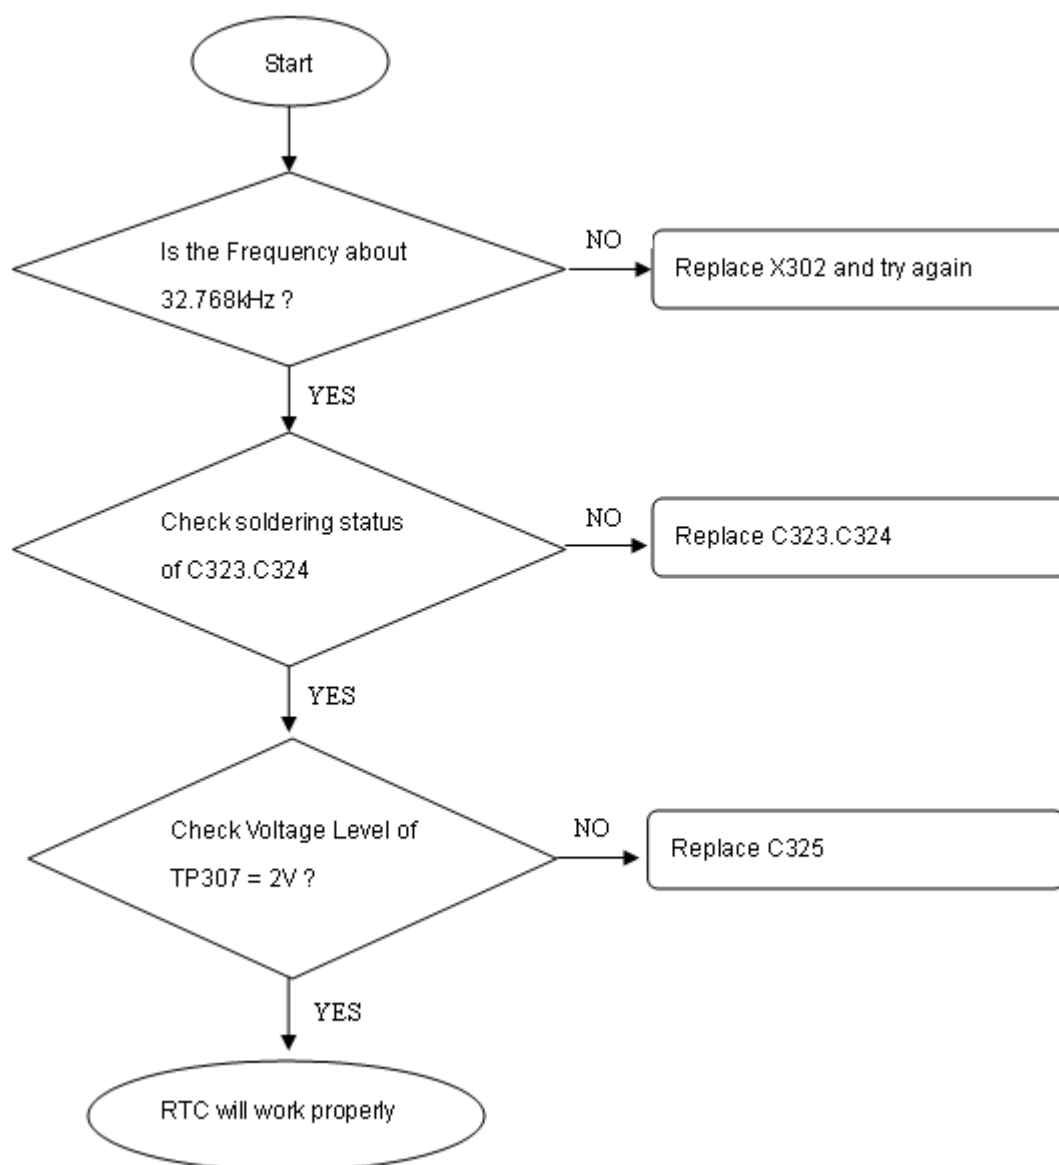 Start
Is the Frequency about
32.768kHz ?
NO
Replace X302 and try again
YES
Check soldering status
of C323.C324
NO
Replace C323.C324
YES
Check Voltage Level of
TP307 = 2V ?
NO
Replace C325
YES
RTC will work properly